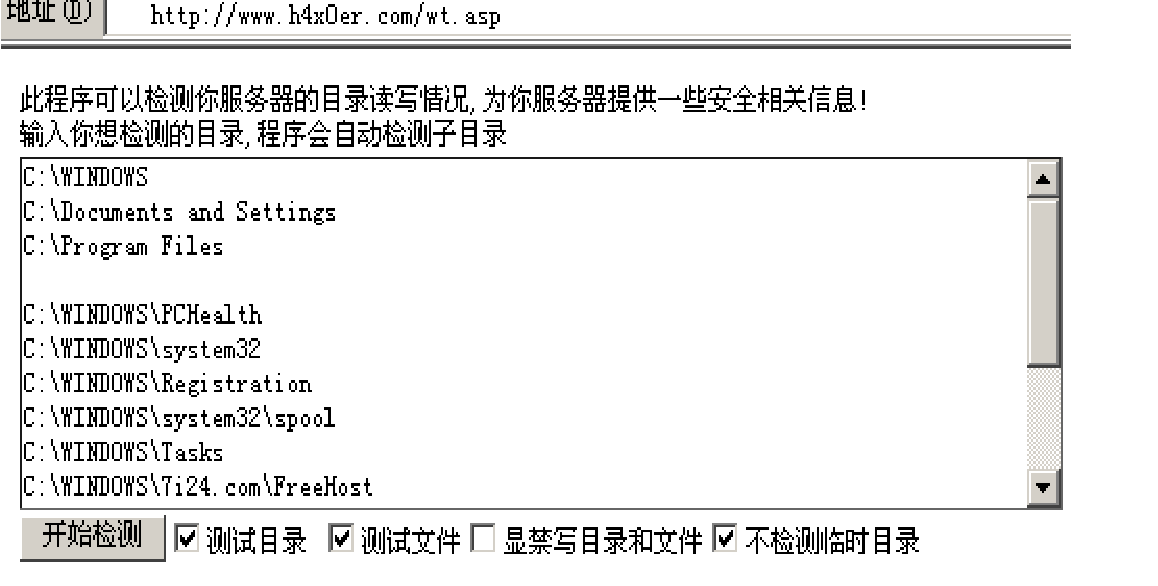 地址(D) http://www.h4x0er.com/wt.asp
此程序可以检测你服务器的目录读写情况,为你服务器提供一些安全相关信息!
输入你想检测的目录,程序会自动检测子目录
C:\WINDOWS
C:\Documents and Settings
C:\Program Files
C:\WINDOWS\PCHealth
C:\WINDOWS\system32
C:\WINDOWS\Registration
C:\WINDOWS\system32\spool
C:\WINDOWS\Tasks
C:\WINDOWS\7i24.com\FreeHost
开始检测 测试目录 测试文件 显禁写目录和文件 不检测临时目录